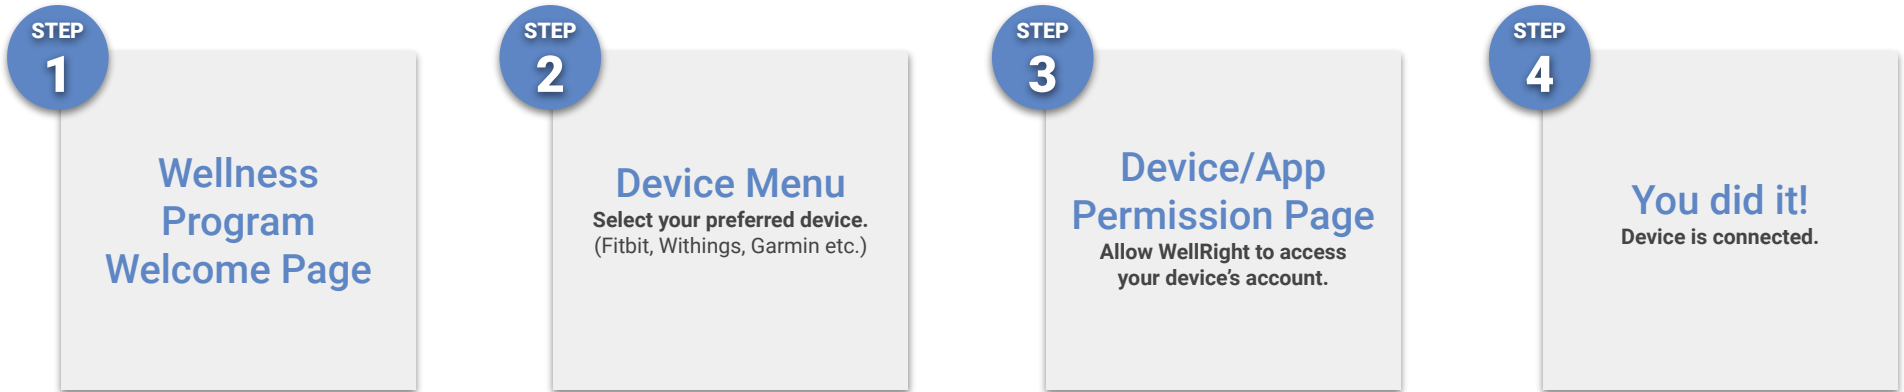 STEP
1
Wellness
Program
Welcome Page
STEP
2
Device Menu
Select your preferred device.
(Fitbit, Withings, Garmin etc.)
STEP
3
Device/App
Permission Page
Allow WellRight to access
your device’s account.
STEP
4
You did it!
Device is connected.